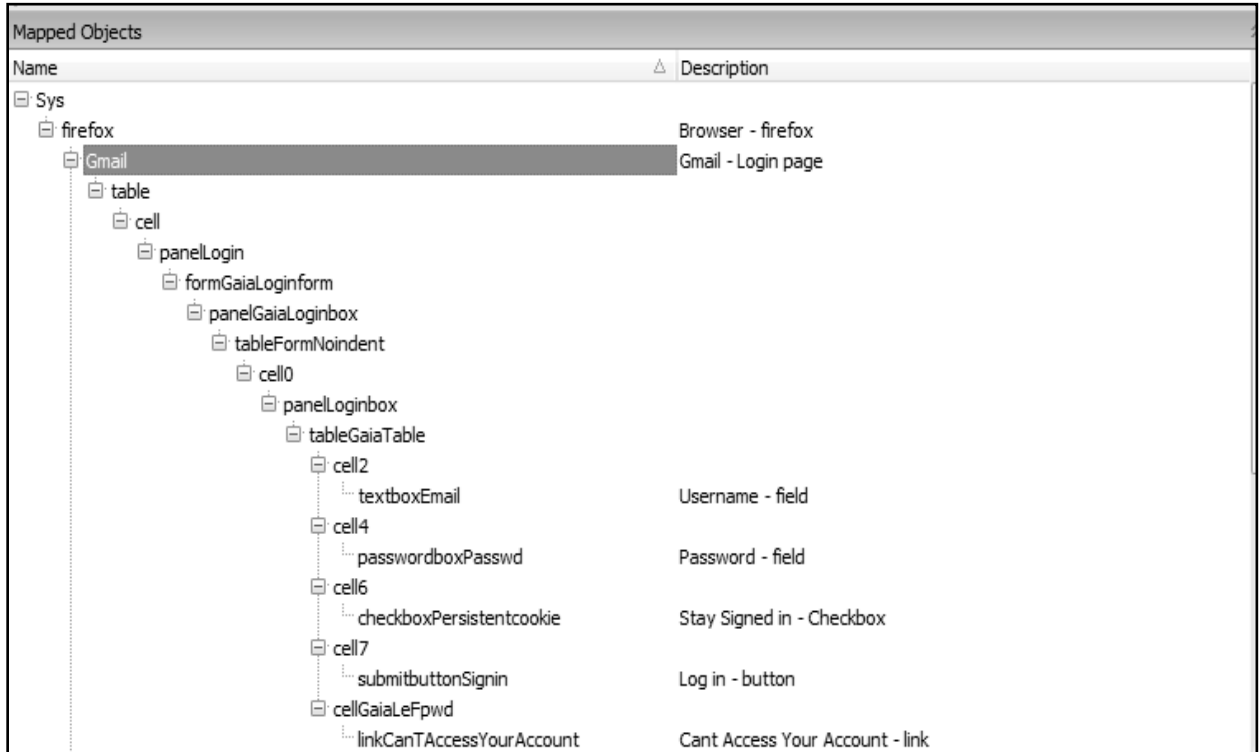 Mapped Objects
Name Description
Sys
firefox Browser - firefox
Gmail Gmail - Login page
table
cell
panelLogin
formGaiaLoginform
panelGaiaLoginbox
tableFormNoindent
cell0
panelLoginbox
tableGaiaTable
cell2
textboxEmail Username - field
cell4
passwordboxPasswd Password - field
cell6
checkboxPersistentcookie Stay Signed in - Checkbox
cell7
submitbuttonSignin Log in - button
cellGaiaLeFpwd
linkCanTAccessYourAccount Cant Access Your Account - link